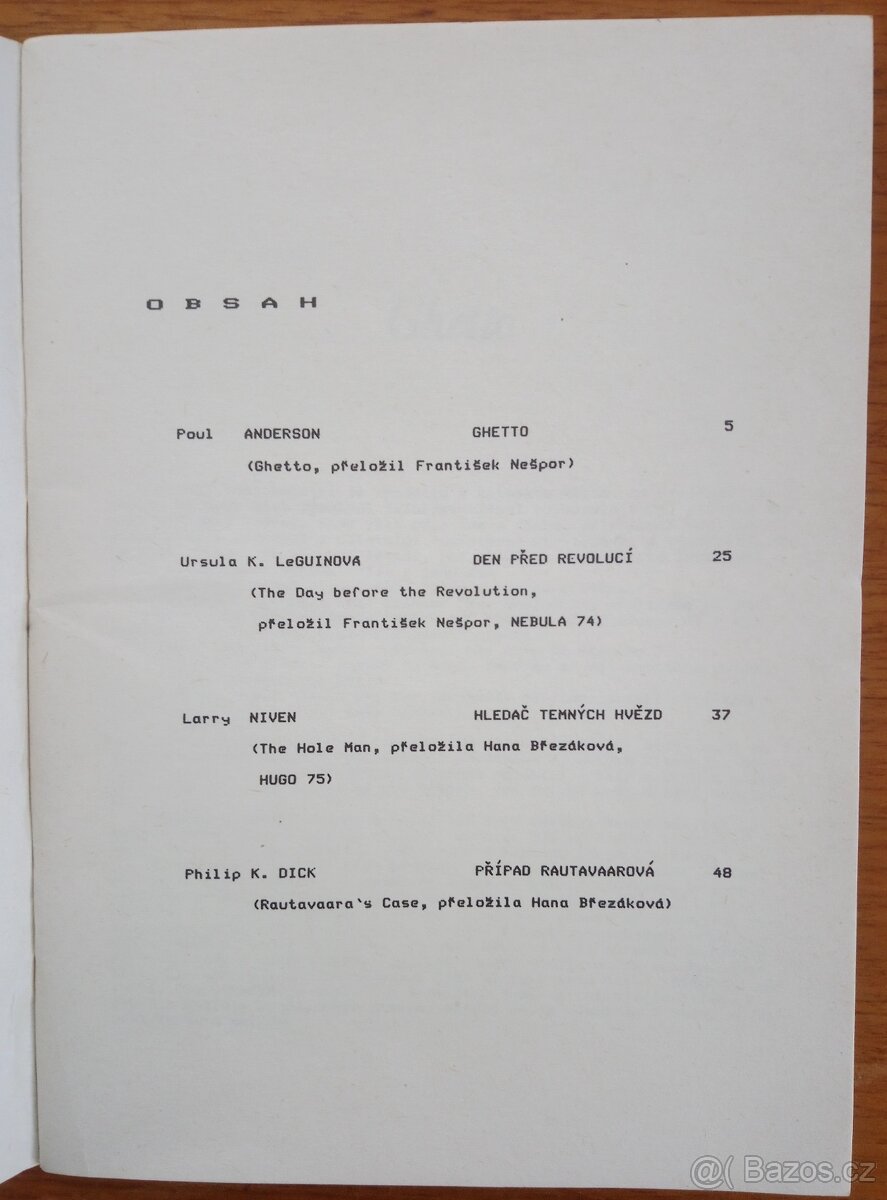 O B S A H
Poul ANDERSON GHETTO 5
(Ghetto, přeložil František Nešpor)
Ursula K. LeGUINOVA DEN PŘED REVOLUCÍ 25
(The Day before the Revolution,
přeložil František Nešpor, NEBULA 74)
Larry NIVEN HLEDAČ TEMNÝCH HVĚZD 37
(The Hole Man, přeložila Hana Březáková,
HUGO 75)
Philip K. DICK PŘÍPAD RAUTAVAAROVÁ 48
(Rautavaara's Case, přeložila Hana Březáková)
@( Bazos.cz